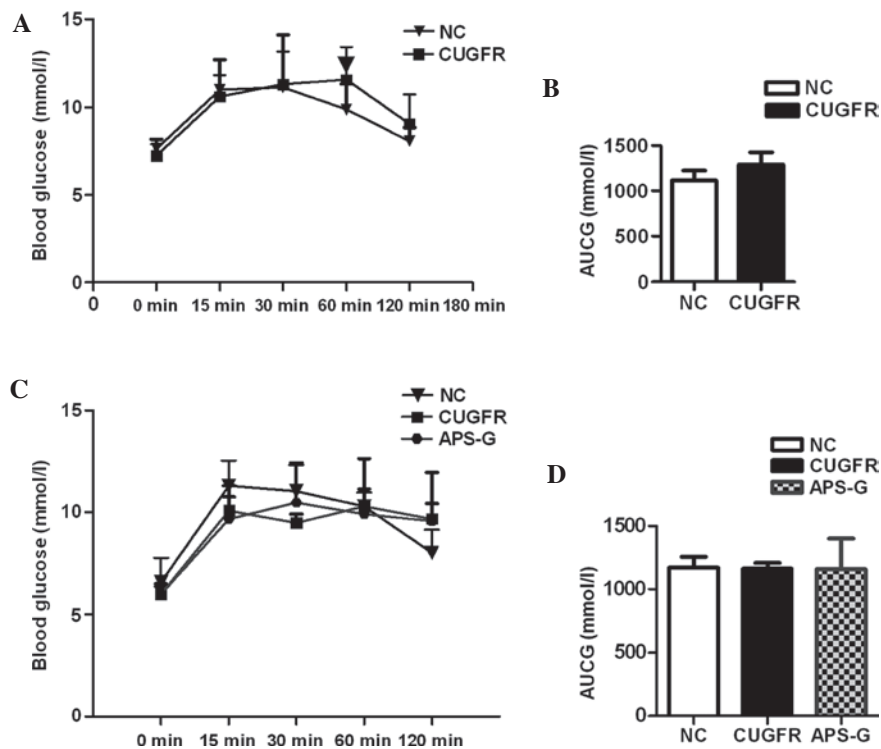 A
NC
CUGFR
Blood glucose (mmol/l)
15
10
5
0
0 0 min 15 min 30 min 60 min 120 min 180 min
B
NC
CUGFR
AUCG (mmol/l)
1500
1000
500
0
NC CUGFR
C
NC
CUGFR
APS-G
Blood glucose (mmol/l)
15
10
5
0
0 min 15 min 30 min 60 min 120 min
D
NC
CUGFR
APS-G
AUCG (mmol/l)
1500
1000
500
0
NC CUGFR APS-G